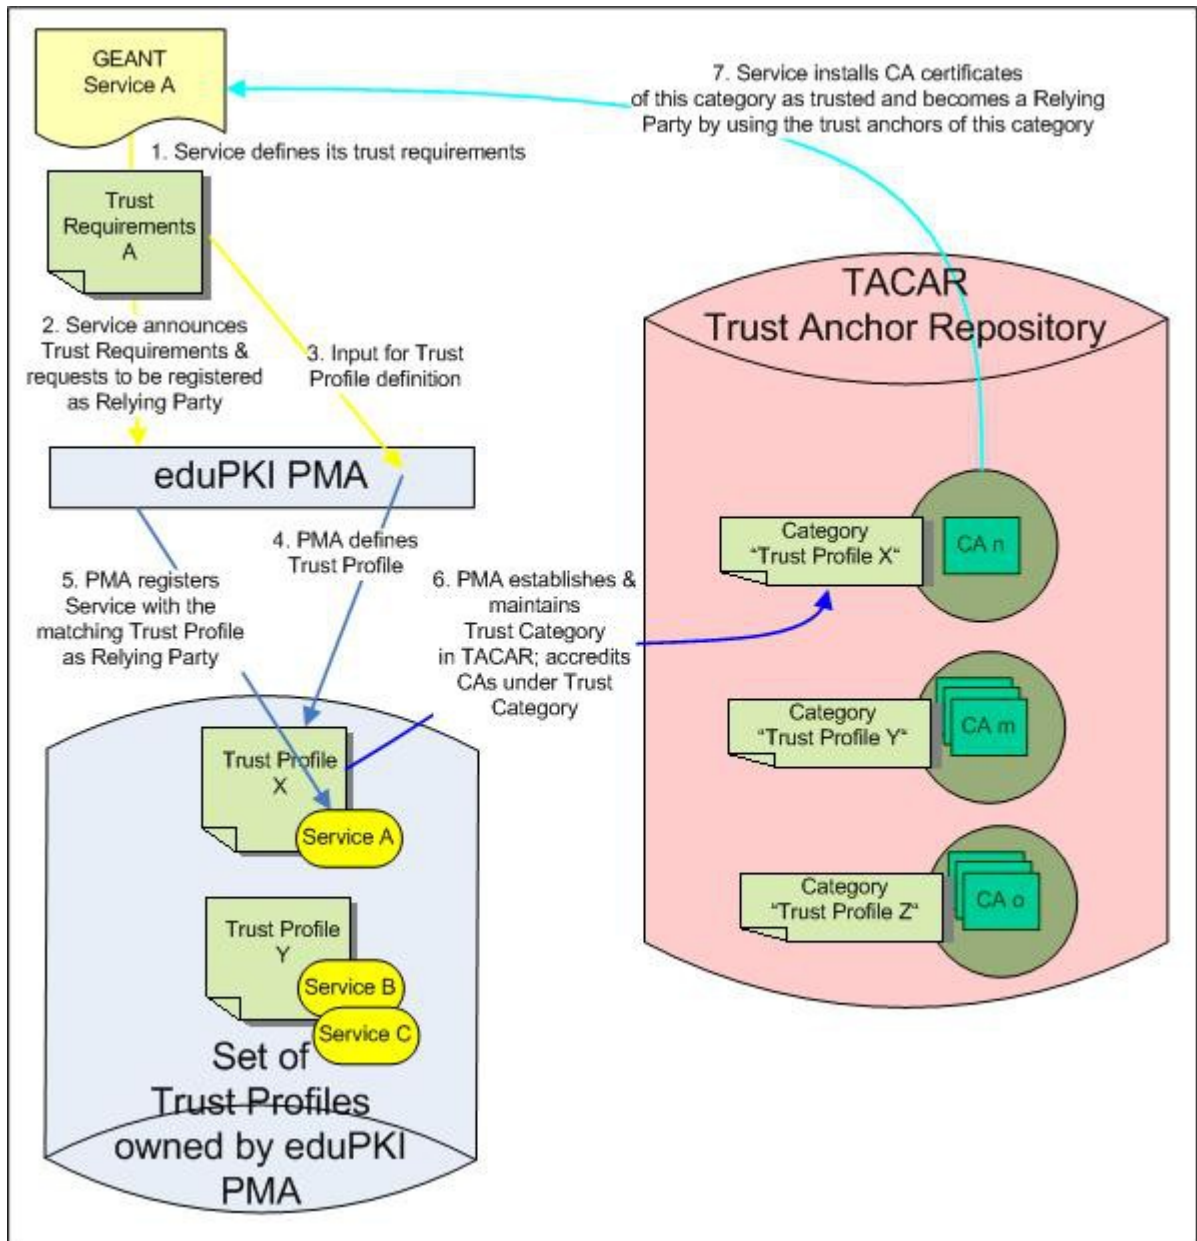 GEANT
Service A
7. Service installs CA certificates
of this category as trusted and becomes a Relying
Party by using the trust anchors of this category
1. Service defines its trust requirements
Trust
Requirements
A
2. Service announces
Trust Requirements &
requests to be registered
as Relying Party
3. Input for Trust
Profile definition
TACAR
Trust Anchor Repository
eduPKI PMA
4. PMA defines
Trust Profile
5. PMA registers
Service with the
matching Trust Profile
as Relying Party
6. PMA establishes &
maintains
Trust Category
in TACAR; accredits
CAs under Trust
Category
Category
“Trust Profile X“
CA n
Category
“Trust Profile Y“
CA m
Category
“Trust Profile Z“
CA o
Trust Profile
X
Service A
Trust Profile
Y
Service B
Service C
Set of
Trust Profiles
owned by eduPKI
PMA